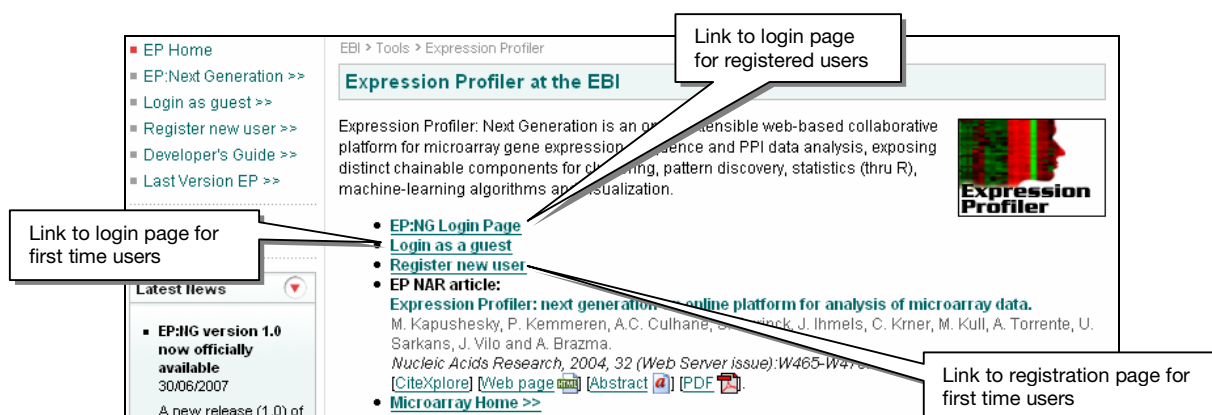 Link to login page
for registered users
EP Home
EP:Next Generation >>
Login as guest >>
Register new user >>
Developer's Guide >>
Last Version EP >>
EBI > Tools > Expression Profiler
Expression Profiler at the EBI
Expression Profiler: Next Generation is an open, extensible web-based collaborative
platform for microarray gene expression, sequence and PPI data analysis, exposing
distinct chainable components for clustering, pattern discovery, statistics (thru R),
machine-learning algorithms and visualization.
Expression
Profiler
Link to login page for
first time users
EP:NG Login Page
Login as a guest
Register new user
EP NAR article:
Expression Profiler: next generation online platform for analysis of microarray data.
M. Kapushesky, P. Kemmeren, A.C. Culhane, J. Ihmels, C. Krner, M. Kull, A. Torrente, U.
Sarkans, J. Vilo and A. Brazma.
Nucleic Acids Research, 2004, 32 (Web Server issue):W465-
[CiteXplore] [Web page] [Abstract] [PDF].
Microarray Home >>
Latest News
EP:NG version 1.0
now officially
available
30/06/2007
A new release (1.0) of
Link to registration page for
first time users